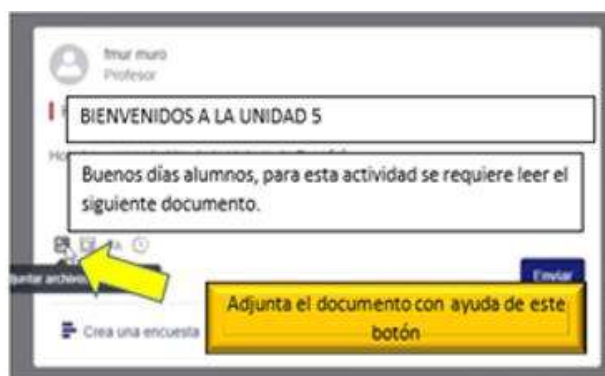 fmur muro
Profesor
BIENVENIDOS A LA UNIDAD 5
Buenos días alumnos, para esta actividad se requiere leer el
siguiente documento.
Enviar
Adjunta el documento con ayuda de este
botón
Crea una encuesta